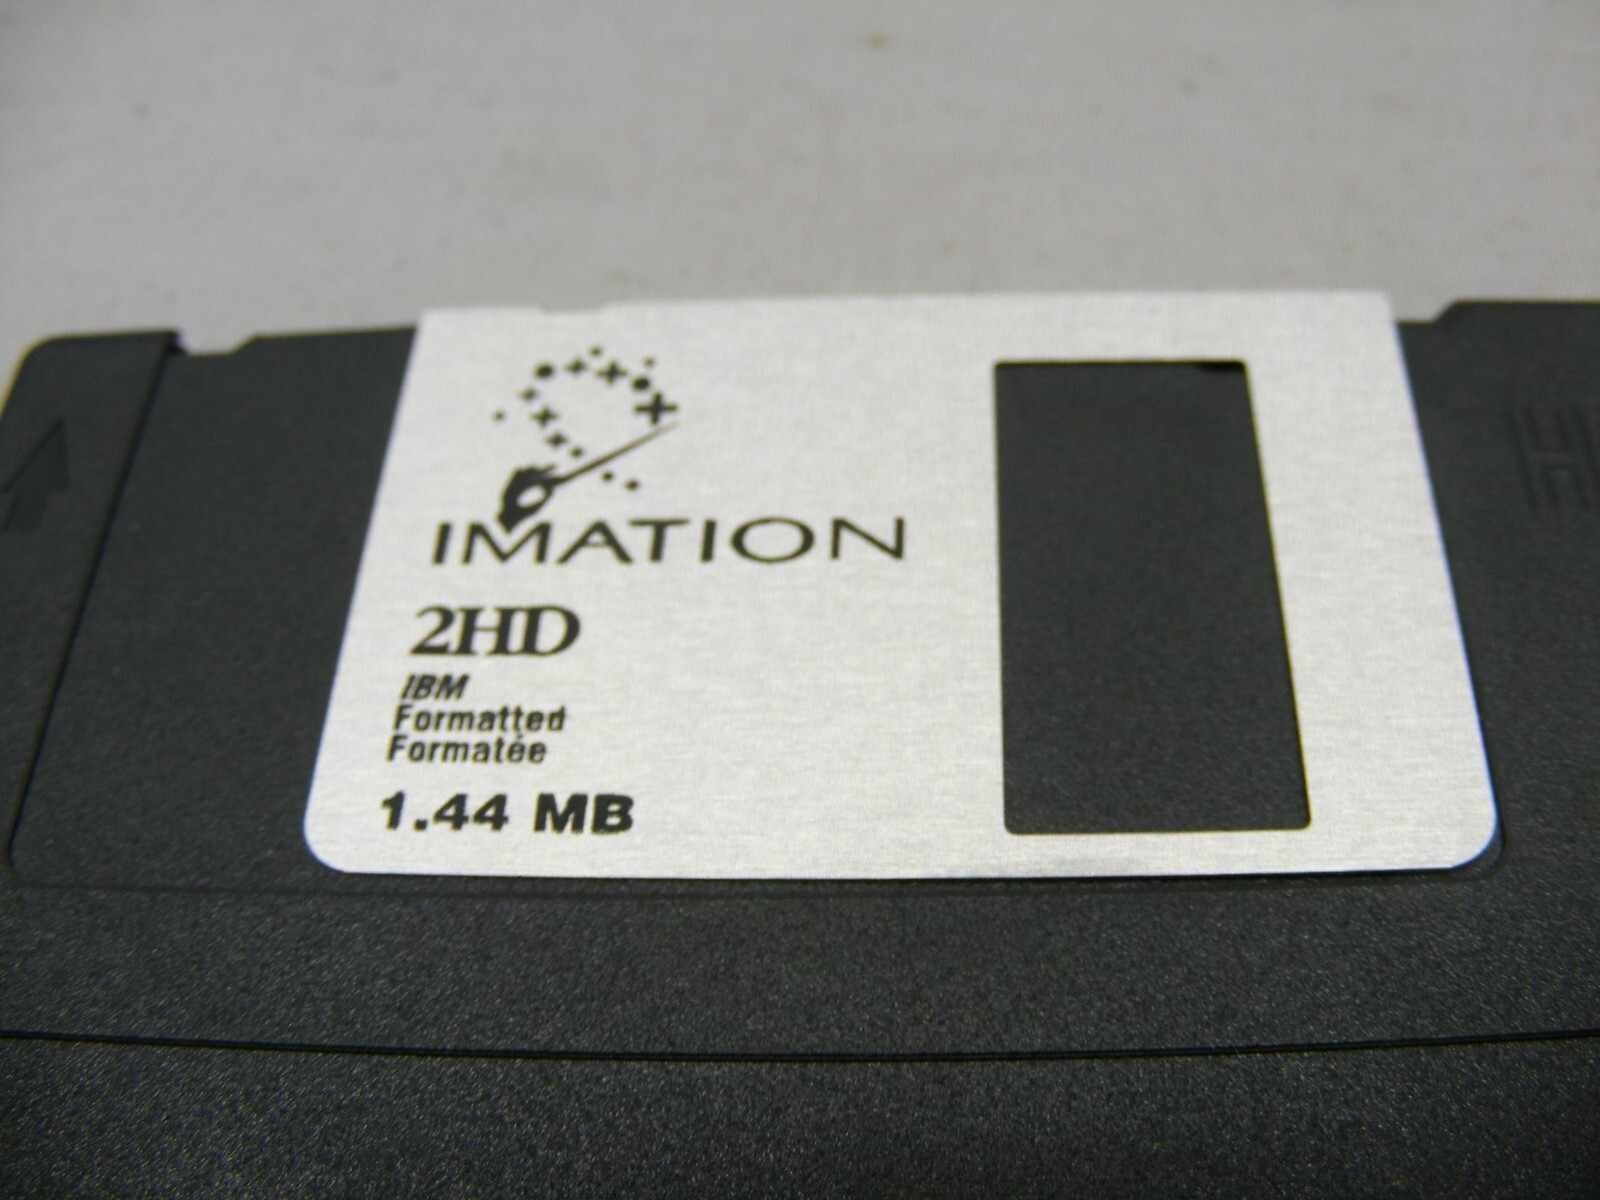 IMATION
2HD
IBM
Formatted
Formatée
1.44 MB